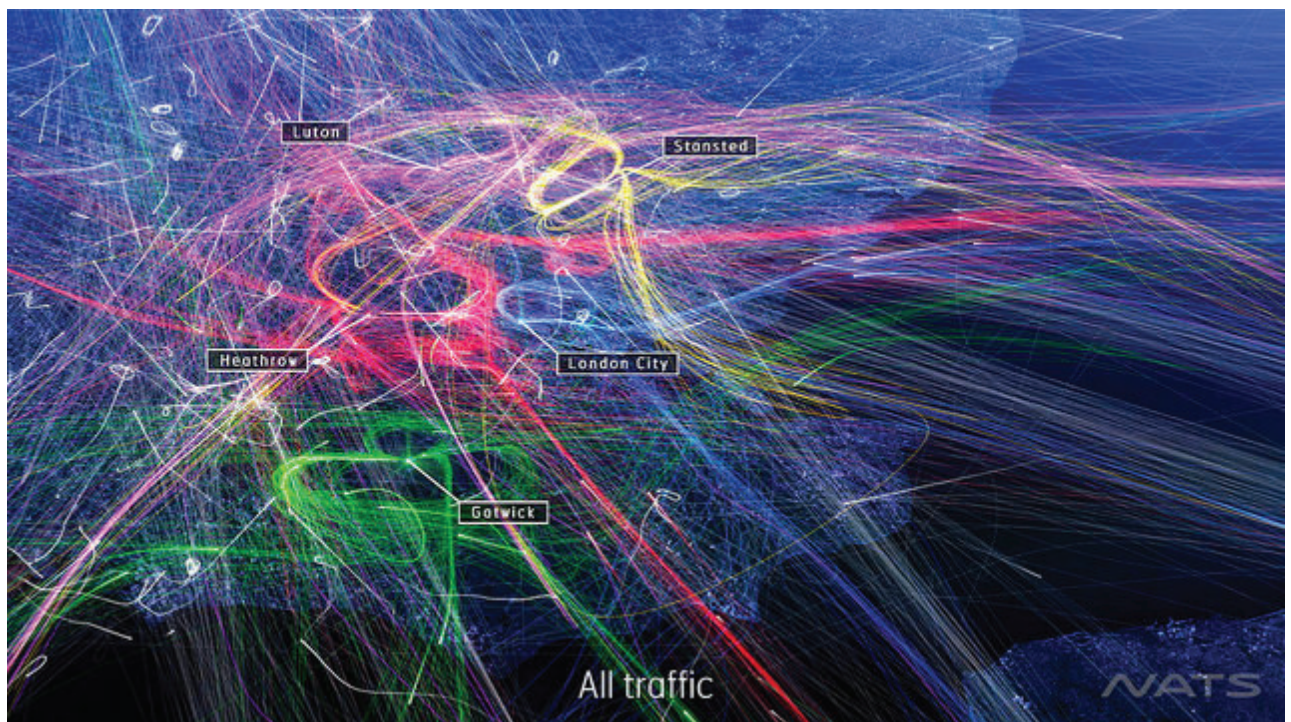 Luton
Stansted
Heathrow
London City
Gatwick
All traffic
NATS